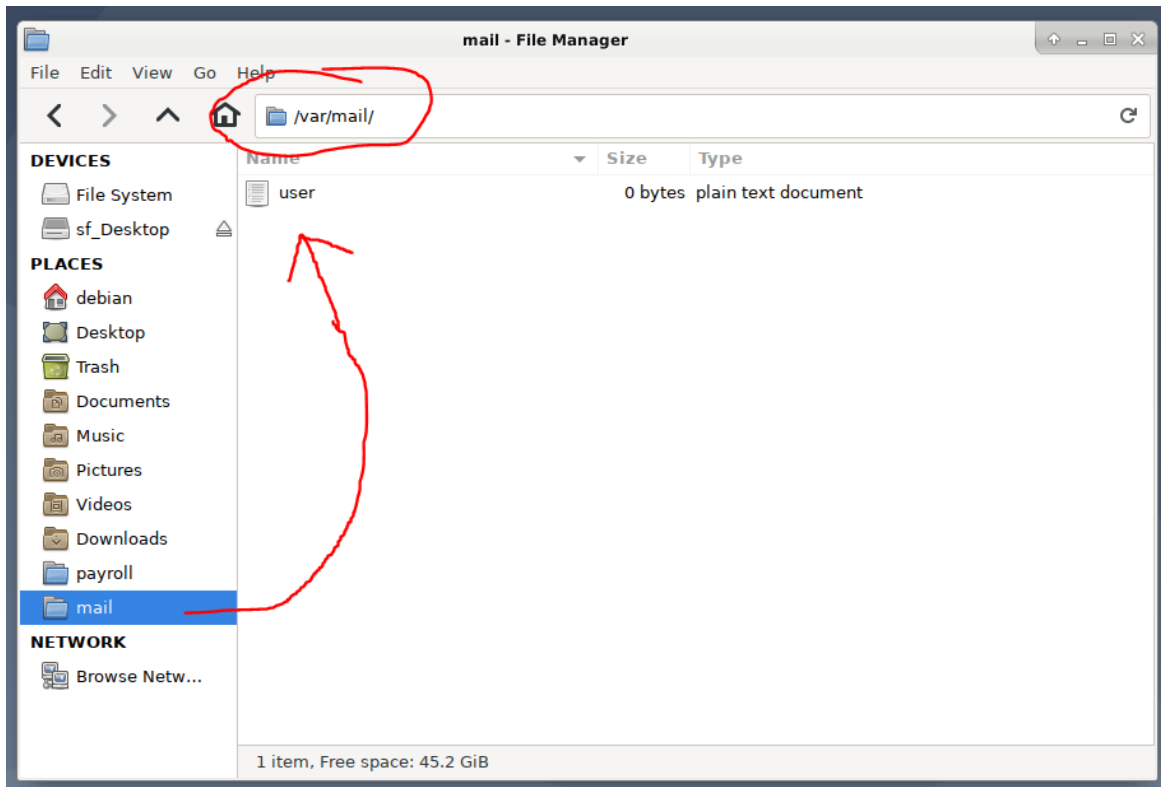 mail - File Manager
File Edit View Go Help
/var/mail/
DEVICES
File System
sf_Desktop
PLACES
debian
Desktop
Trash
Documents
Music
Pictures
Videos
Downloads
payroll
mail
NETWORK
Browse Netw...
Name Size Type
user 0 bytes plain text document
1 item, Free space: 45.2 GiB